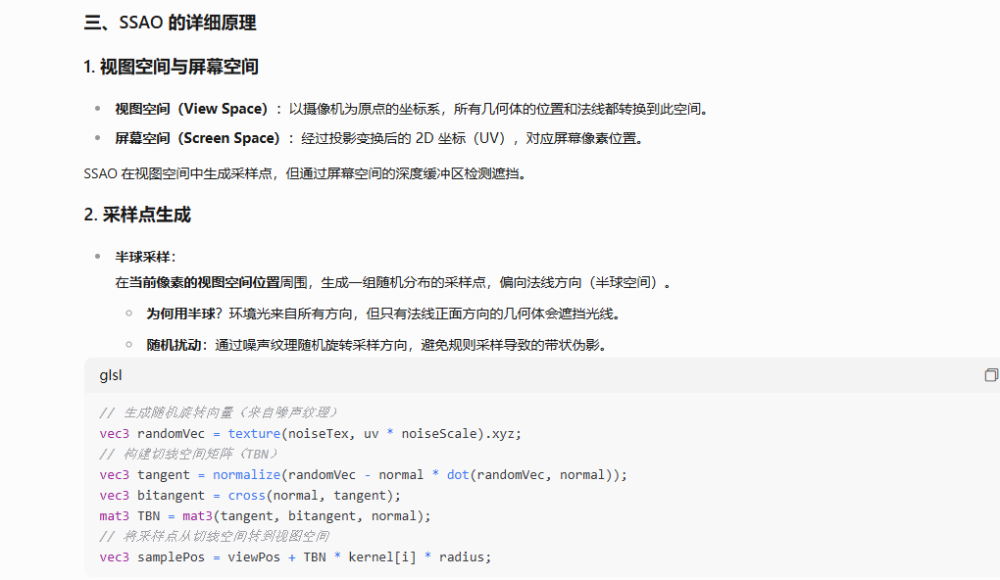 三、SSAO 的详细原理
1. 视图空间与屏幕空间
视图空间（View Space）：以摄像机为原点的坐标系，所有几何体的位置和法线都转换到此空间。
屏幕空间（Screen Space）：经过投影变换后的 2D 坐标（UV），对应屏幕像素位置。
SSAO 在视图空间中生成采样点，但通过屏幕空间的深度缓冲区检测遮挡。
2. 采样点生成
半球采样：
在当前像素的视图空间位置周围，生成一组随机分布的采样点，偏向法线方向（半球空间）。
为何用半球？环境光来自所有方向，但只有法线正面方向的几何体会遮挡光线。
随机扰动：通过噪声纹理随机旋转采样方向，避免规则采样导致的带状伪影。
glsl
// 生成随机旋转向量（来自噪声纹理）
vec3 randomVec = texture(noiseTex, uv * noiseScale).xyz;
// 构建切线空间矩阵（TBN）
vec3 tangent = normalize(randomVec - normal * dot(randomVec, normal));
vec3 bitangent = cross(normal, tangent);
mat3 TBN = mat3(tangent, bitangent, normal);
// 将采样点从切线空间转到视图空间
vec3 samplePos = viewPos + TBN * kernel[i] * radius;